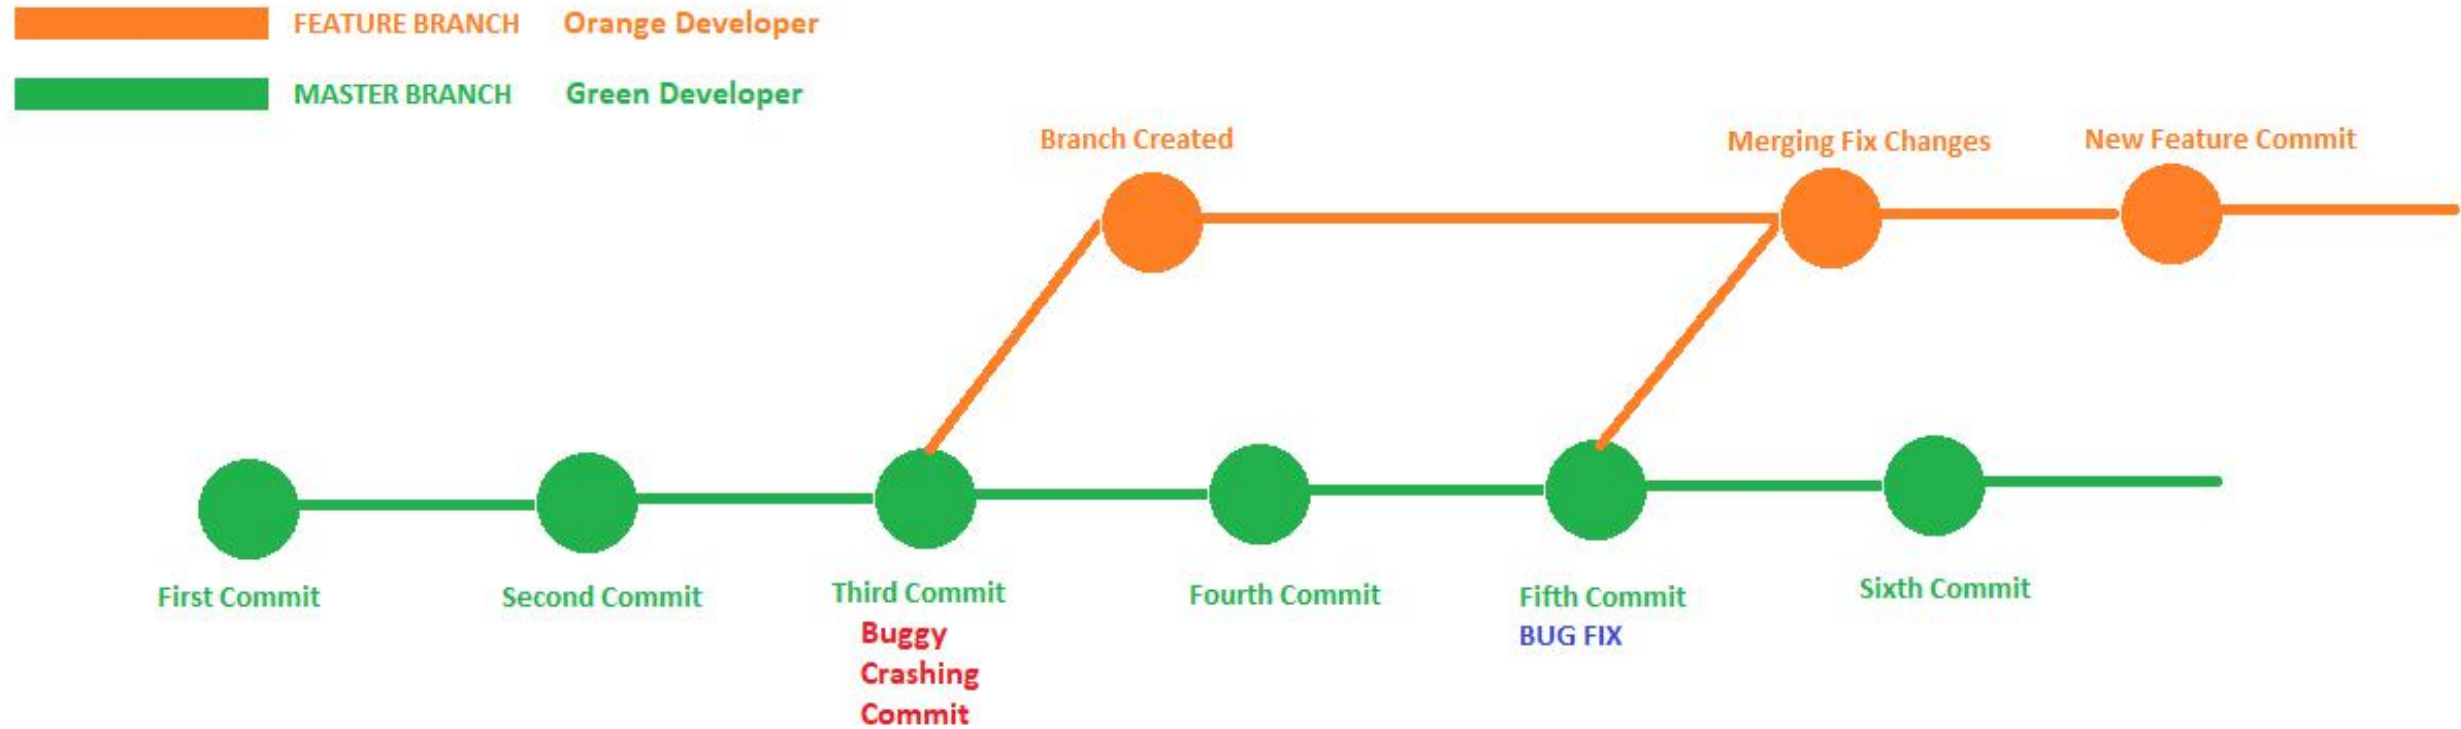 FEATURE BRANCH Orange Developer
MASTER BRANCH Green Developer
Branch Created
Merging Fix Changes
New Feature Commit
First Commit
Second Commit
Third Commit
Buggy
Crashing
Commit
Fourth Commit
Fifth Commit
BUG FIX
Sixth Commit